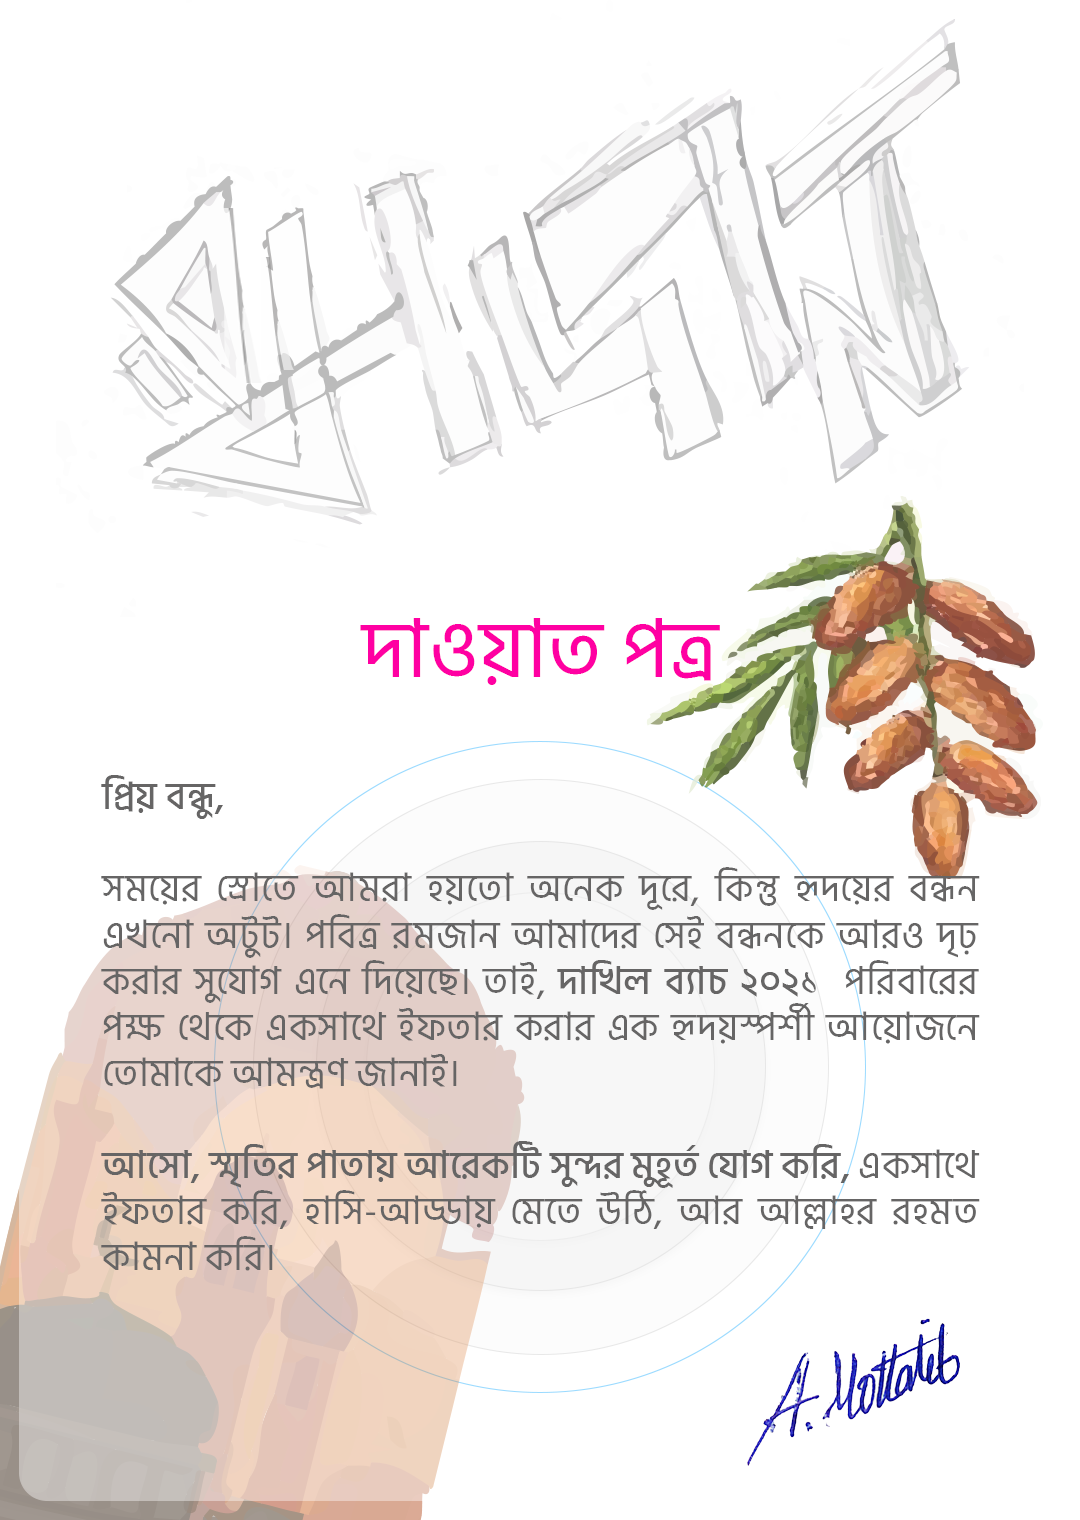 দাওয়াত পত্র
প্রিয় বন্ধু,
সময়ের স্রোতে আমরা হয়তো অনেক দূরে, কিন্তু হৃদয়ের বন্ধন
এখনো অটুট। পবিত্র রমজান আমাদের সেই বন্ধনকে আরও দৃঢ়
করার সুযোগ এনে দিয়েছে। তাই, দাখিল ব্যাচ ২০২১ পরিবারের
পক্ষ থেকে একসাথে ইফতার করার এক হৃদয়স্পর্শী আয়োজনে
তোমাকে আমন্ত্রণ জানাই।
আসো, স্মৃতির পাতায় আরেকটি সুন্দর মুহূর্ত যোগ করি, একসাথে
ইফতার করি, হাসি-আড্ডায় মেতে উঠি, আর আল্লাহর রহমত
কামনা করি।
A. Mottalib